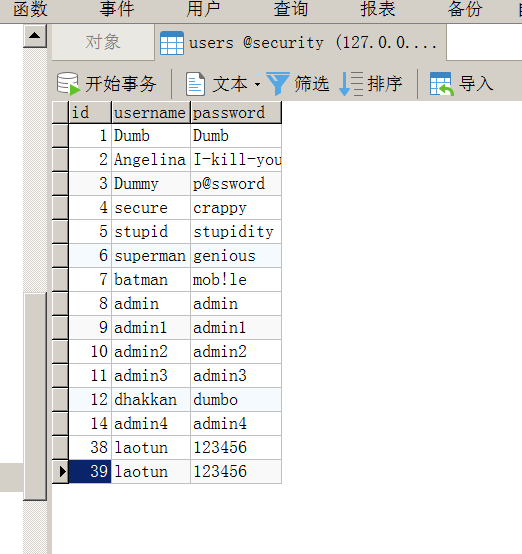 函数 事件 用户 查询 报表 备份
对象 users @security (127.0.0....
开始事务 文本 筛选 排序 导入
id username password
1 Dumb Dumb
2 Angelina I-kill-you
3 Dummy p@ssword
4 secure crappy
5 stupid stupidity
6 superman genious
7 batman mob!le
8 admin admin
9 admin1 admin1
10 admin2 admin2
11 admin3 admin3
12 dhakkan dumbo
14 admin4 admin4
38 laotun 123456
39 laotun 123456